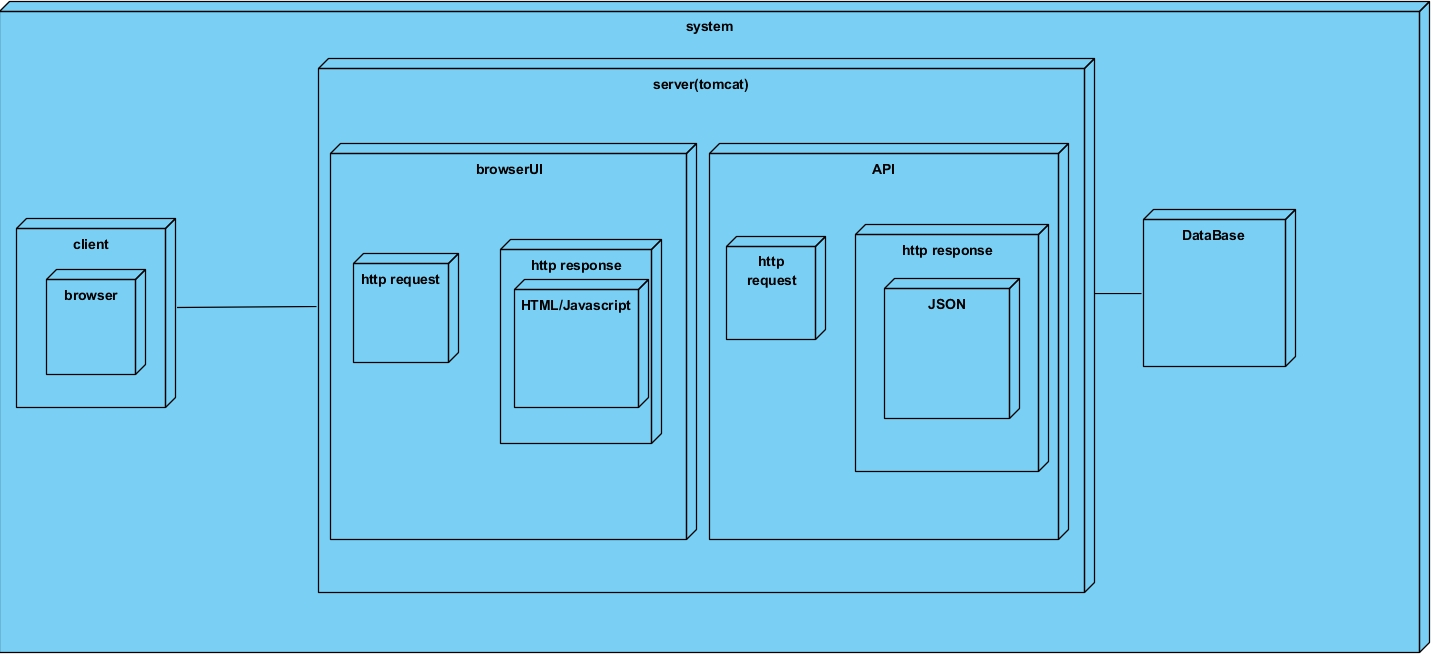 system
server(tomcat)
browserUI
API
client
browser
http request
http response
HTML/Javascript
http
request
http response
JSON
DataBase